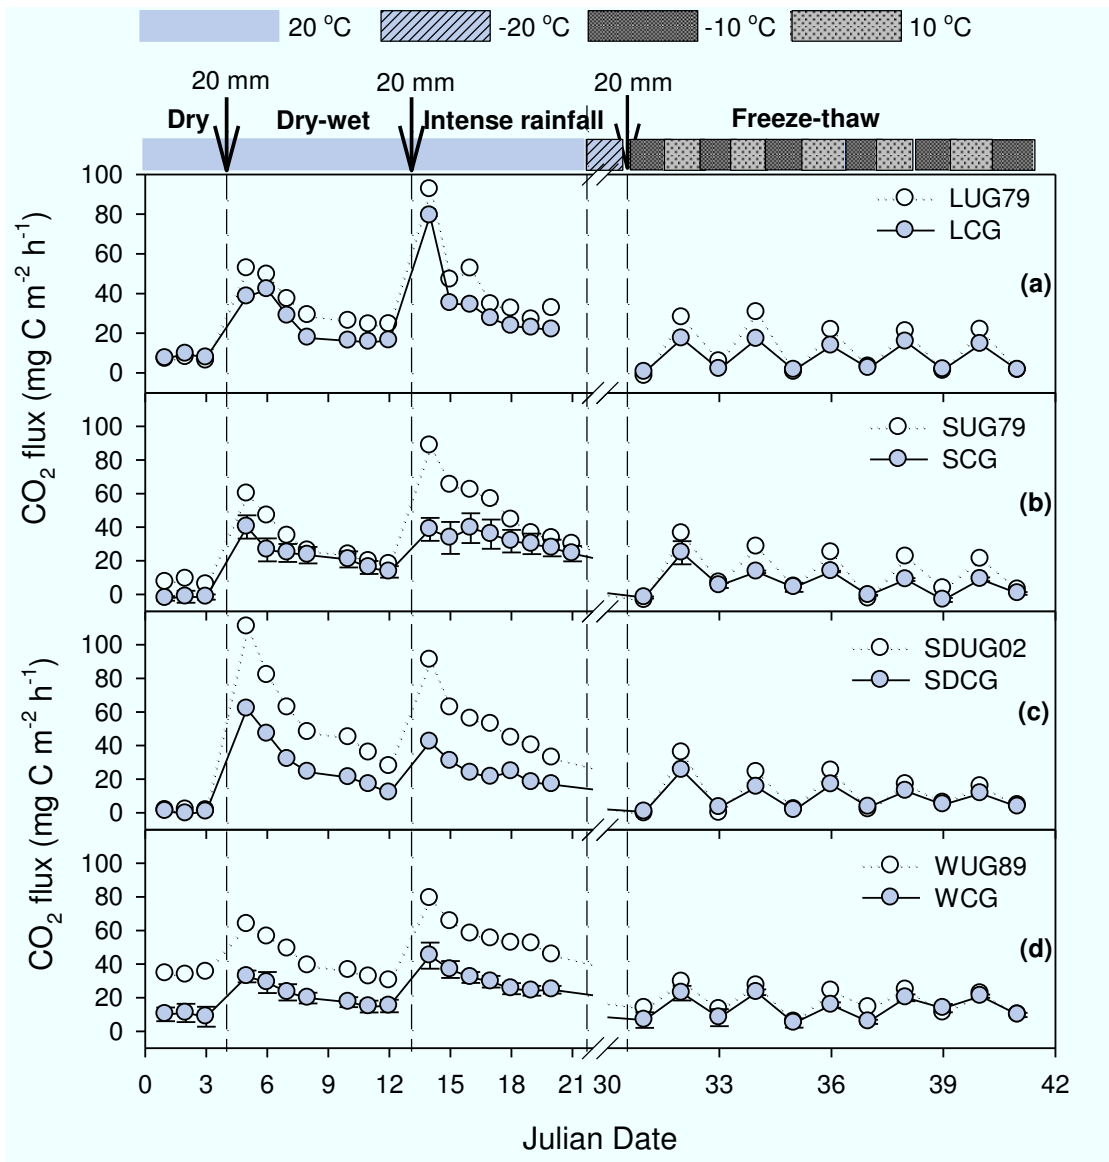 20 °C -20 °C -10 °C 10 °C
20 mm 20 mm 20 mm
Dry Dry-wet Intense rainfall Freeze-thaw
CO2 flux (mg C m-2 h-1)
100
80
60
40
20
0
LUG79
LCG
(a)
100
80
60
40
20
0
SUG79
SCG
(b)
CO2 flux (mg C m-2 h-1)
100
80
60
40
20
0
SDUG02
SDCG
(c)
100
80
60
40
20
0
WUG89
WCG
(d)
0 3 6 9 12 15 18 21 30 33 36 39 42
Julian Date